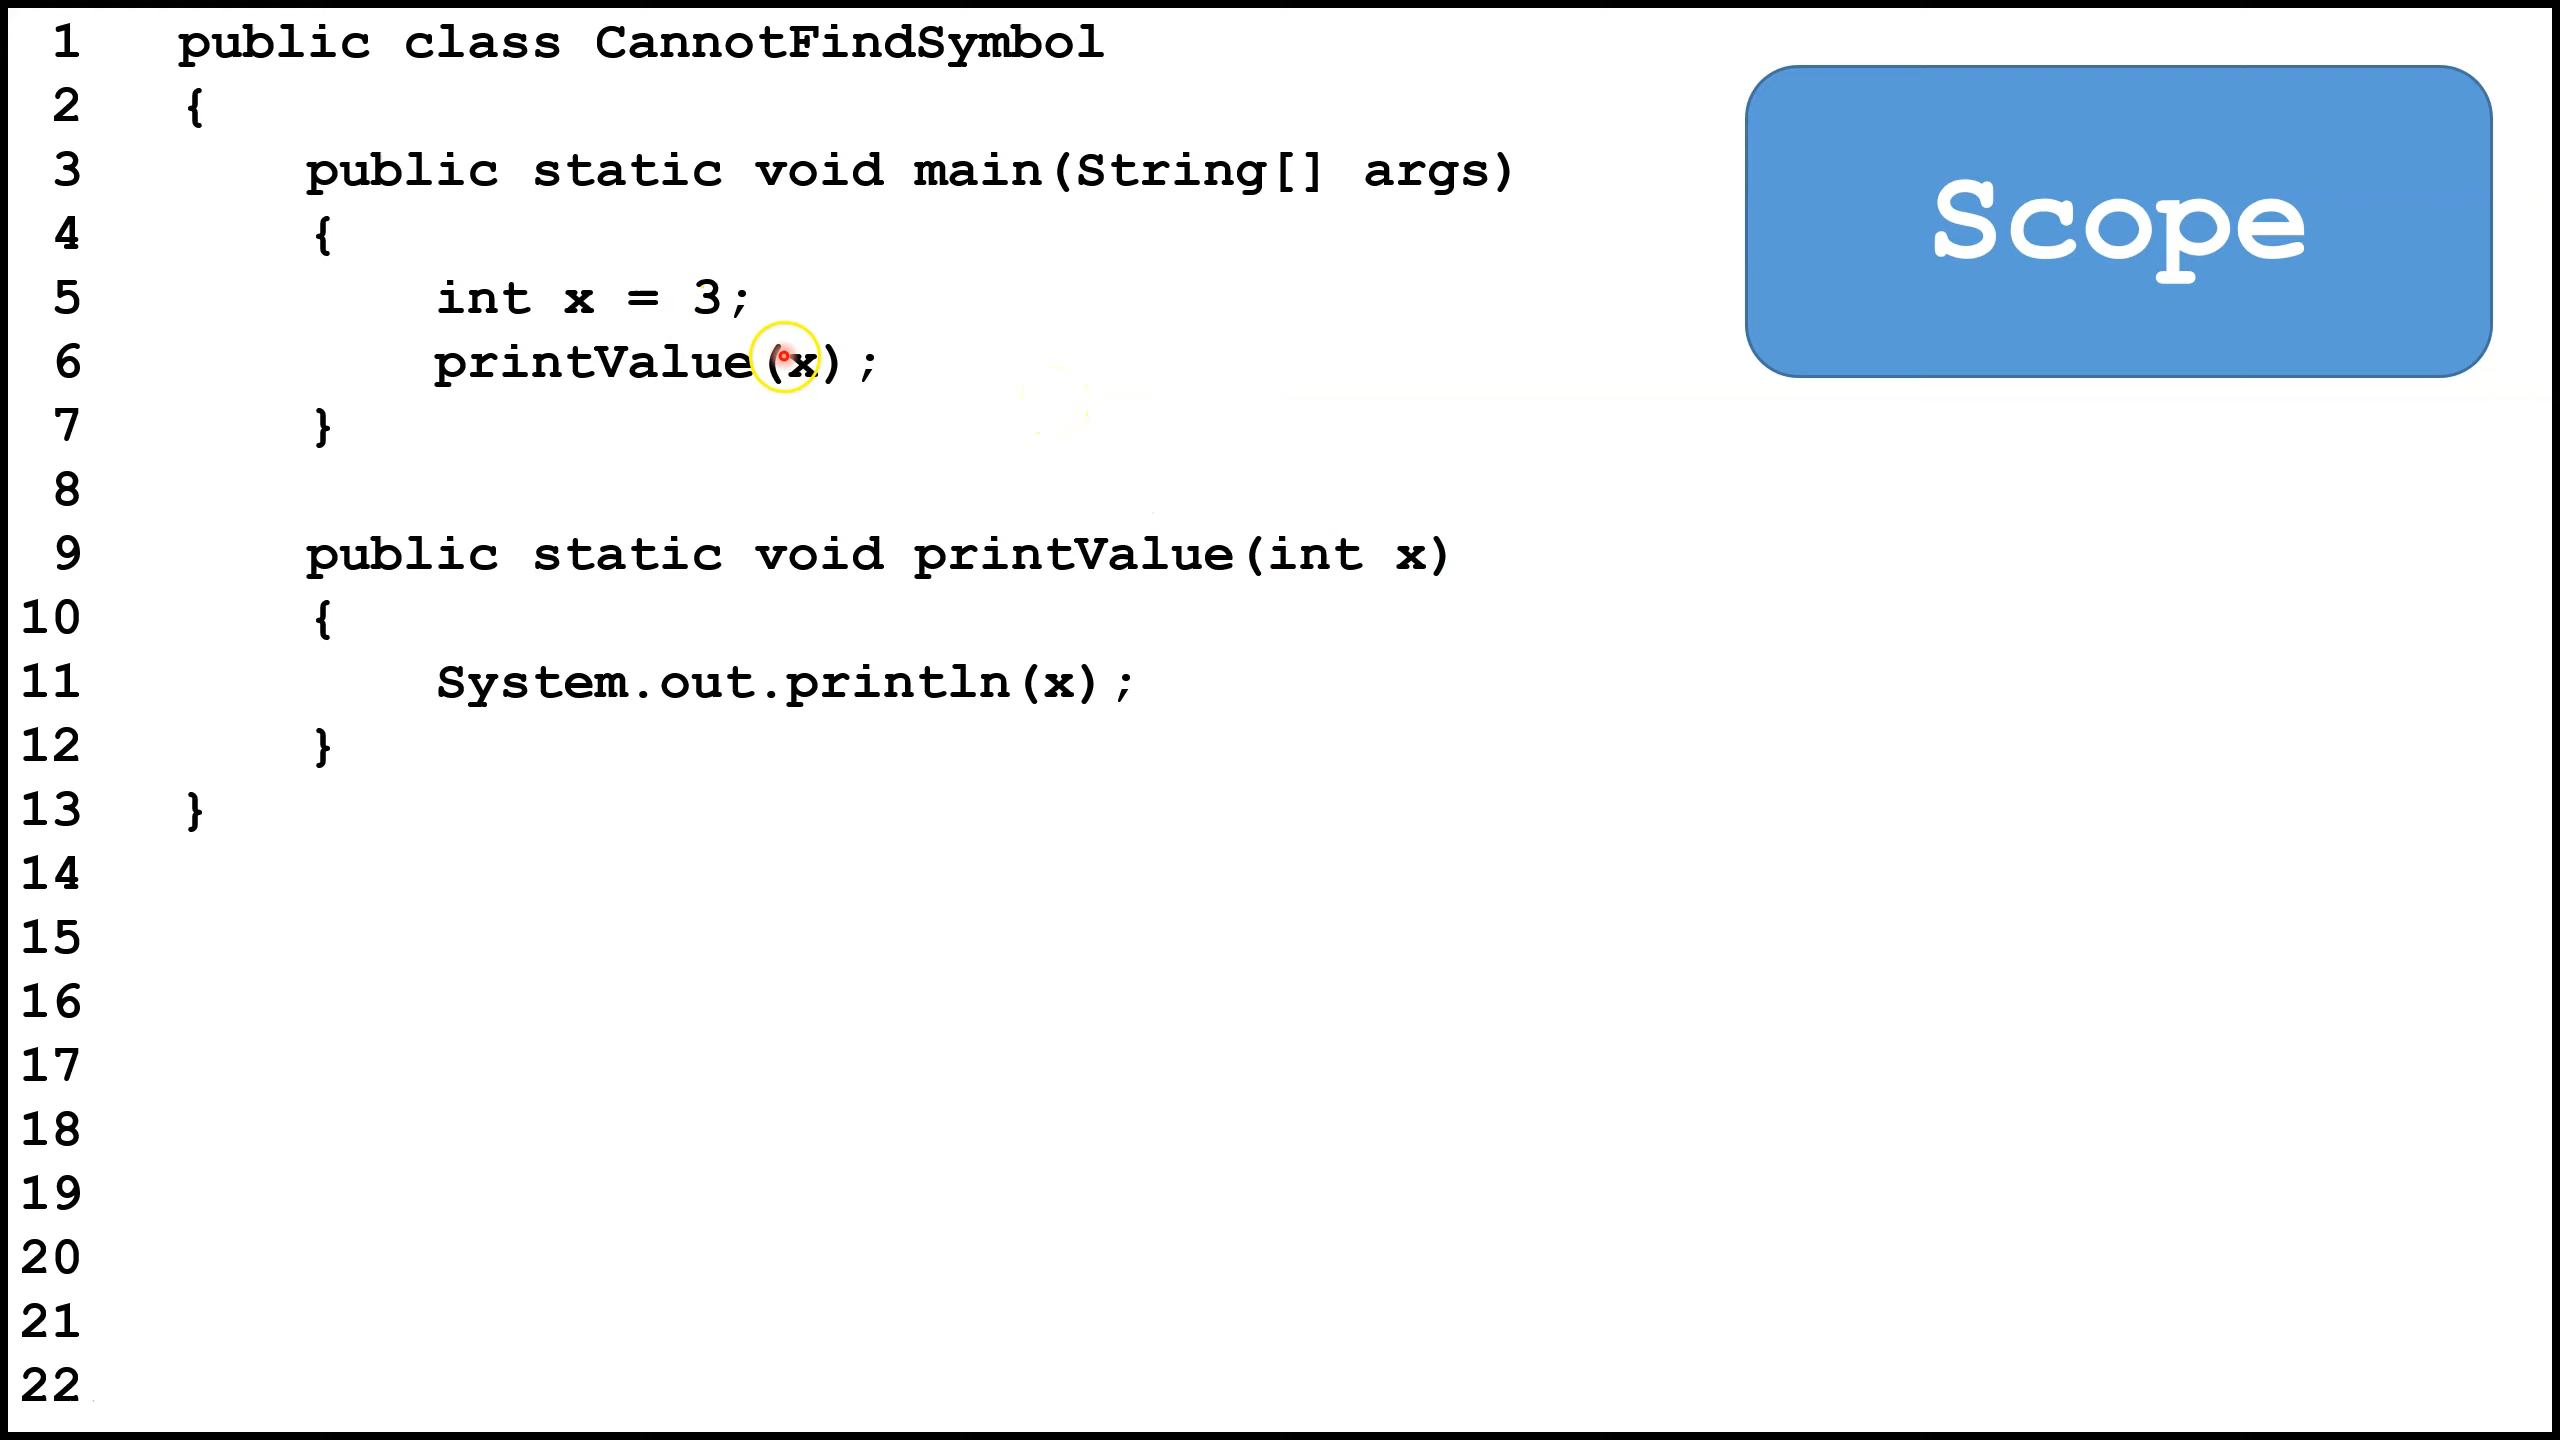 1 public class CannotFindSymbol
2 {
3 public static void main(String[] args)
4 {
5 int x = 3;
6 printValue(x);
7 }
8
9 public static void printValue(int x)
10 {
11 System.out.println(x);
12 }
13 }
14
15
16
17
18
19
20
21
22
Scope